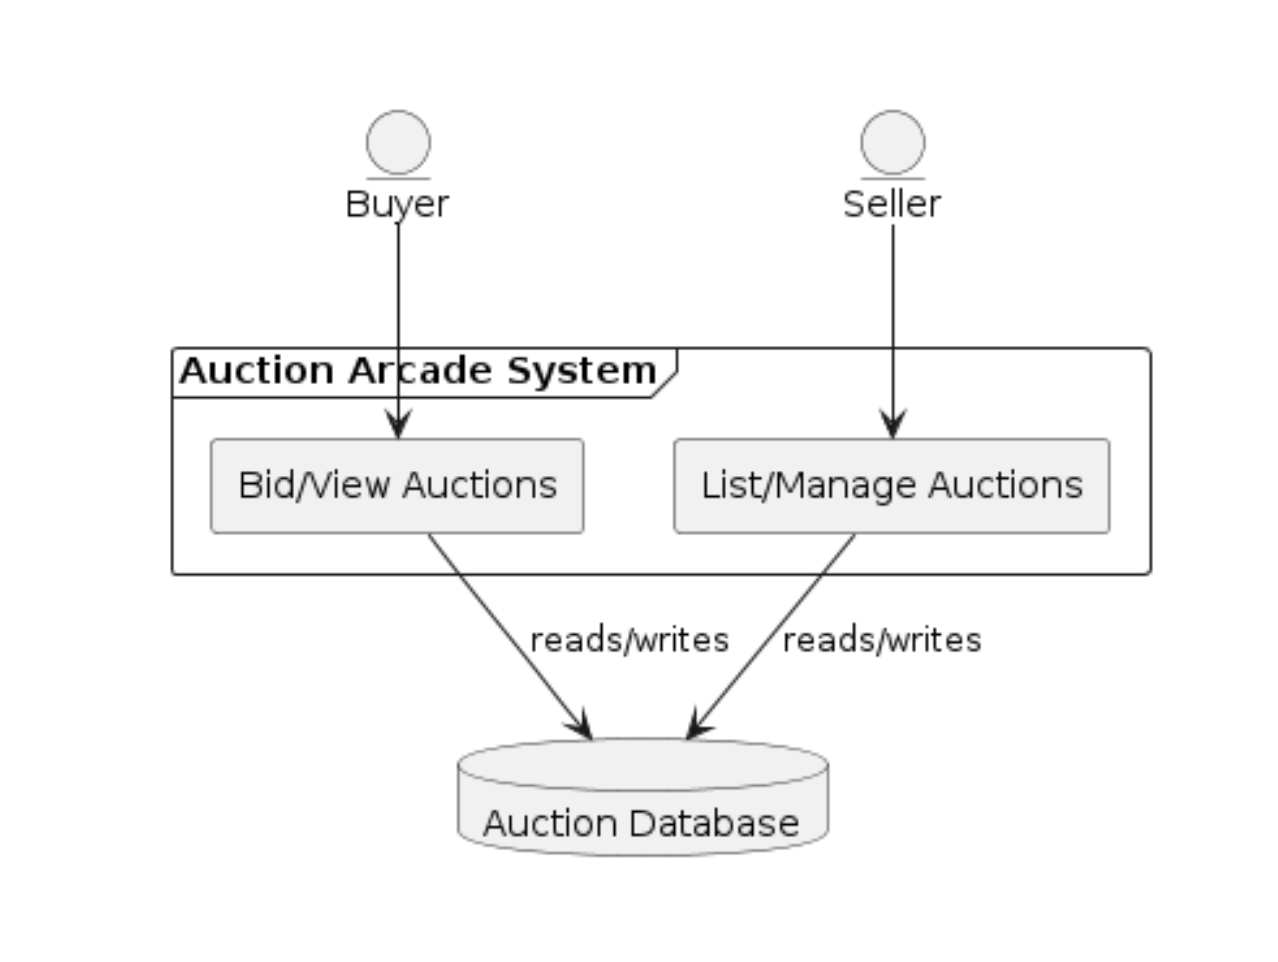 Buyer
Seller
Auction Arcade System
Bid/View Auctions
List/Manage Auctions
reads/writes
reads/writes
Auction Database